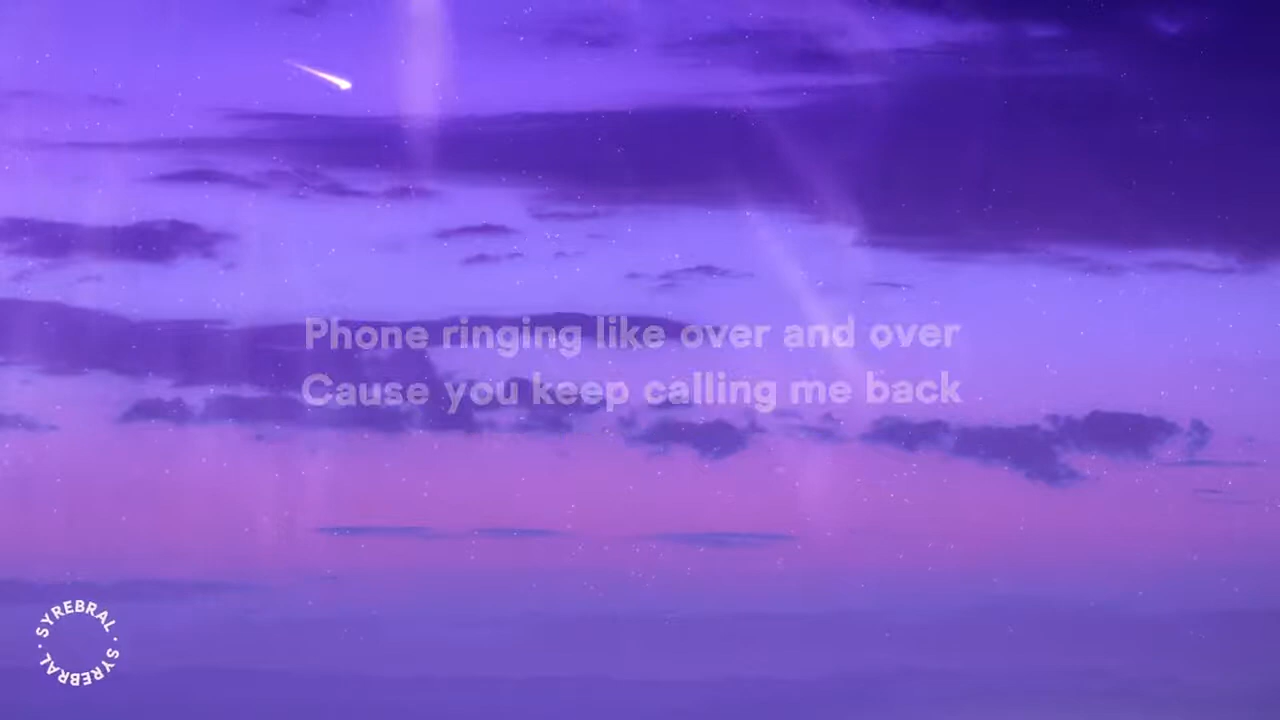 Phone ringing like over and over
Cause you keep calling me back
SYREBRAL · SYREBRAL ·